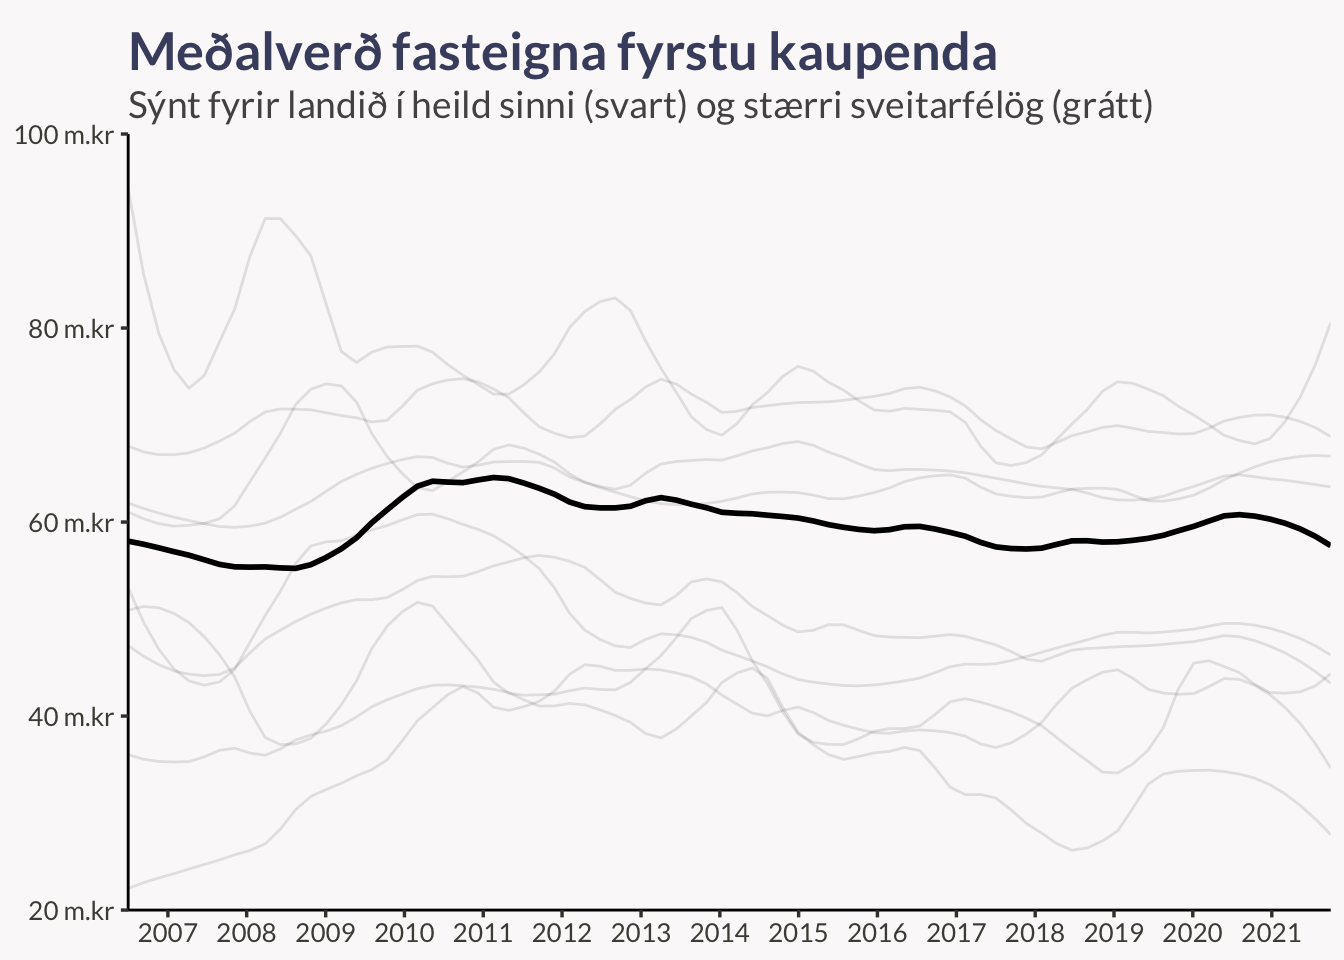 Meðalverð fasteigna fyrstu kaupenda
Sýnt fyrir landið í heild sinni (svart) og stærri sveitarfélög (grátt)
100 m.kr
80 m.kr
60 m.kr
40 m.kr
20 m.kr
2007 2008 2009 2010 2011 2012 2013 2014 2015 2016 2017 2018 2019 2020 2021